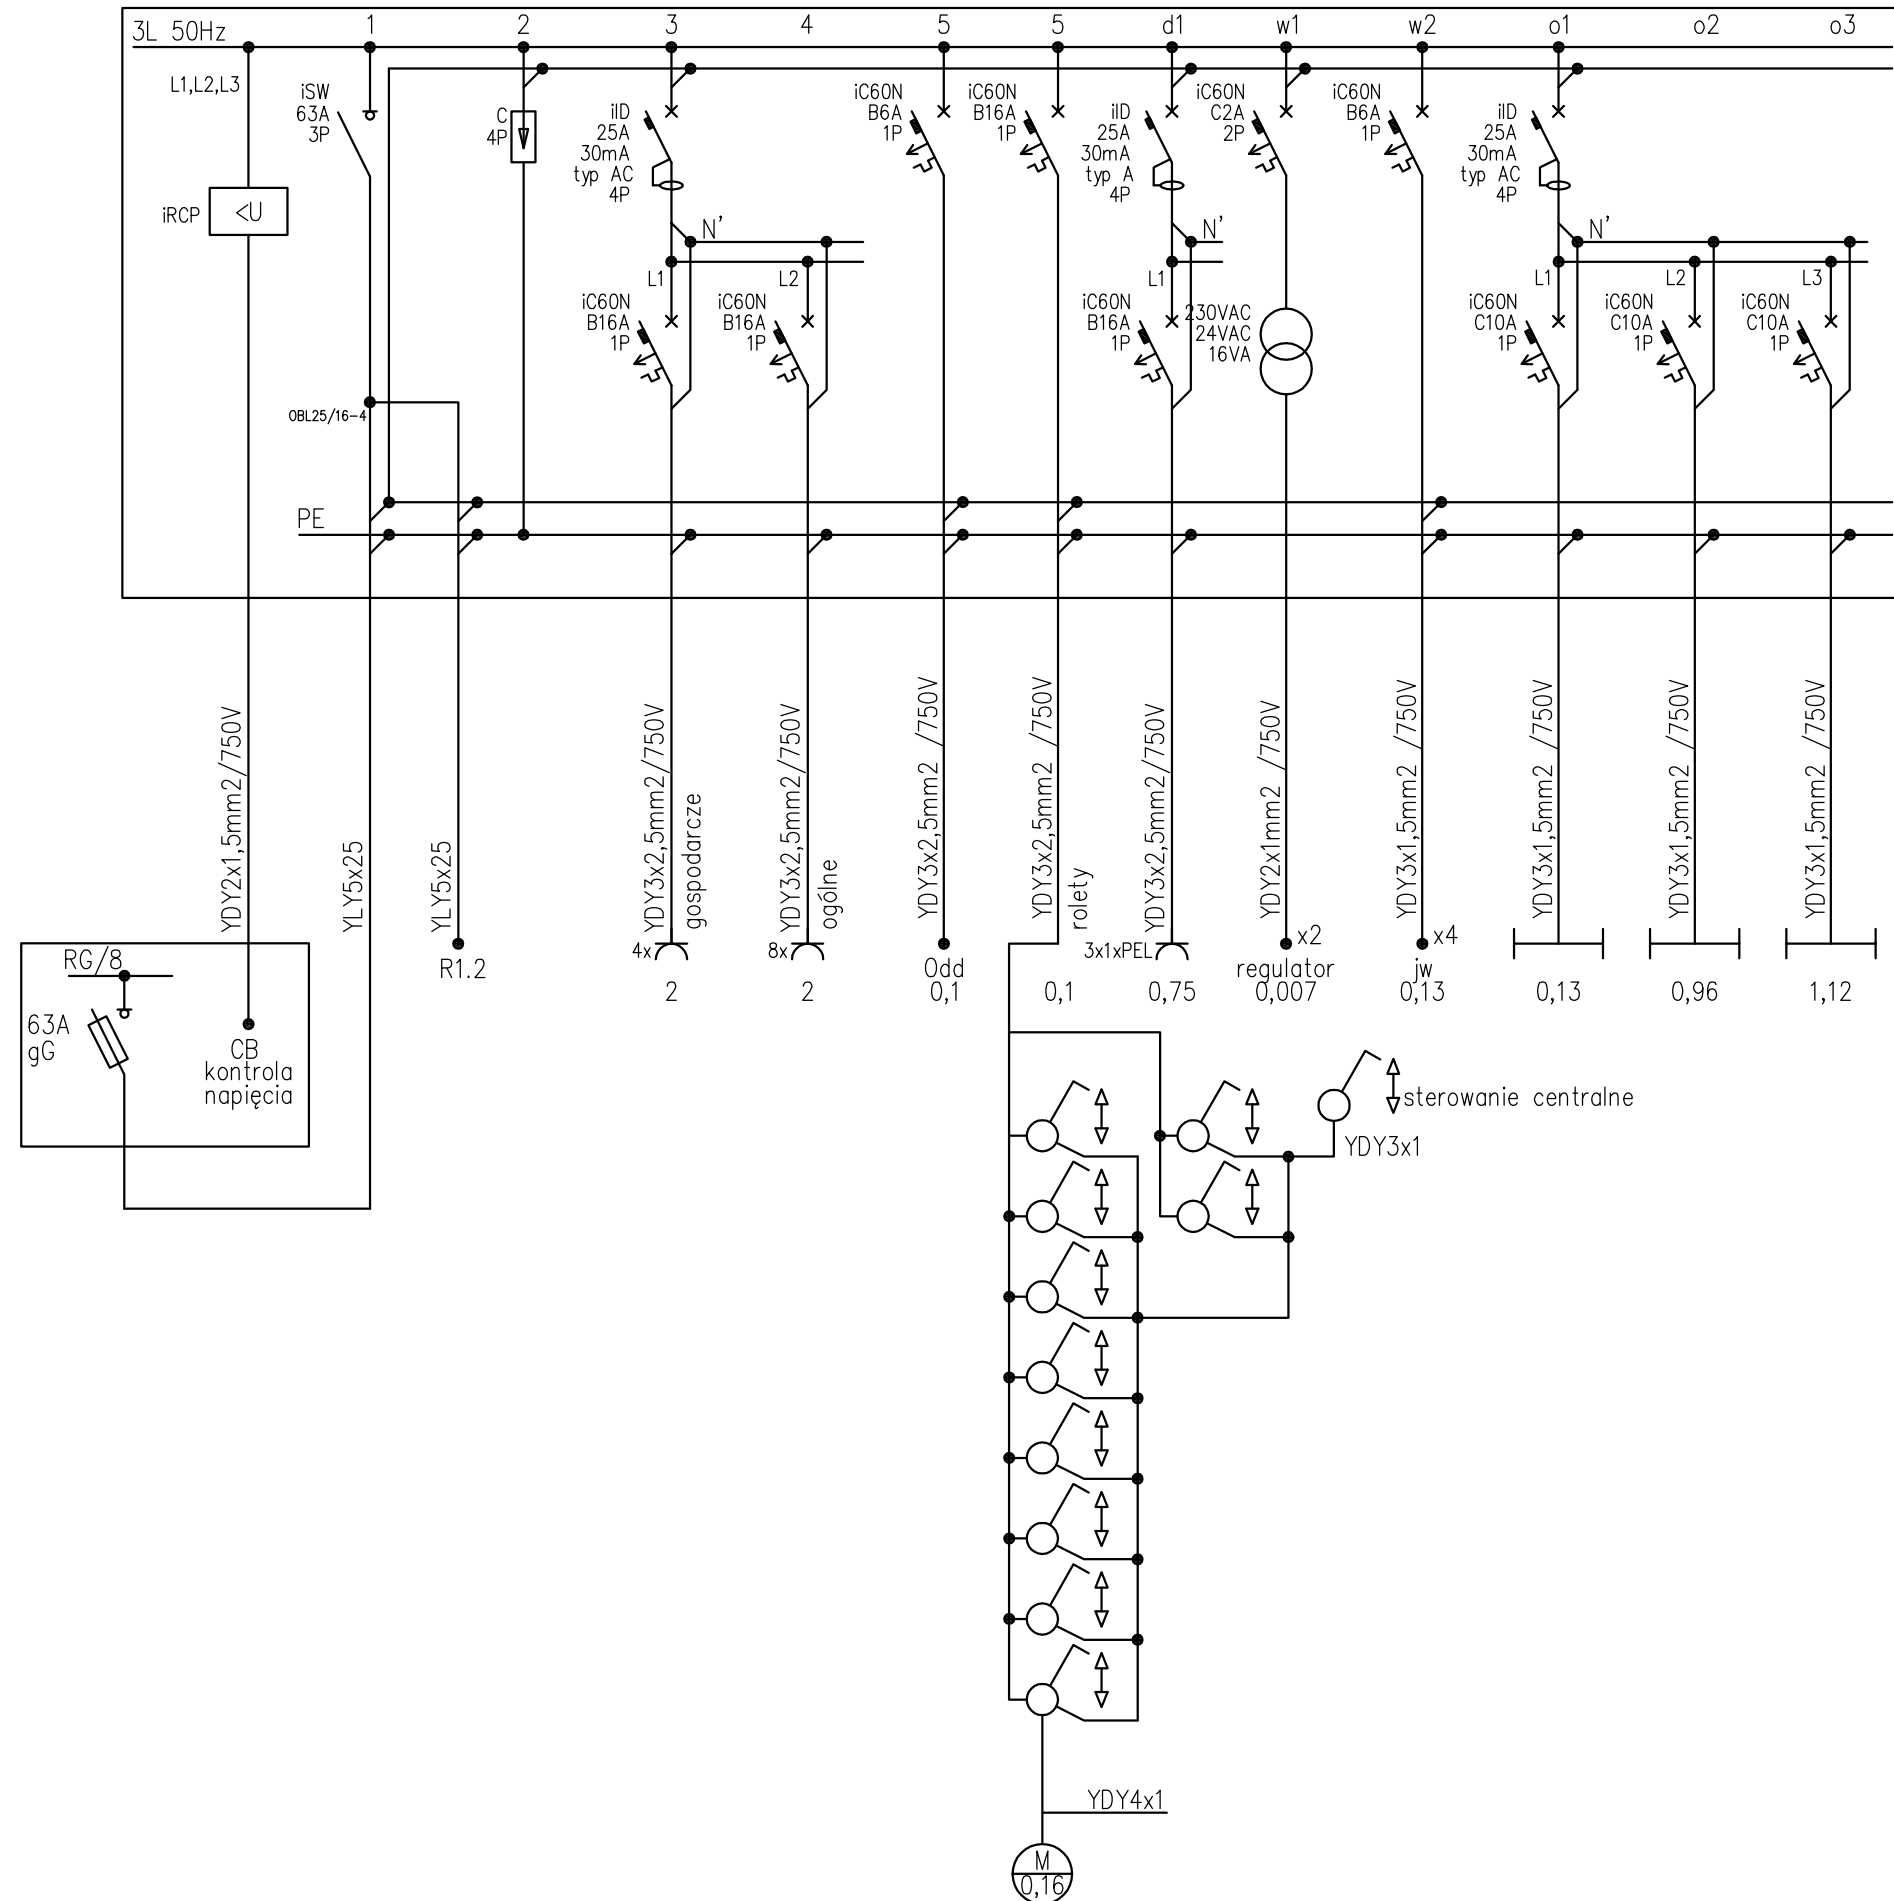 3L 50Hz
1
2
3
4
5
5
d1
w1
w2
o1
o2
o3
L1,L2,L3
iRCP
<U
iSW
63A
3P
C
4P
iID
25A
30mA
typ AC
4P
iC60N
B6A
1P
iC60N
B16A
1P
iID
25A
30mA
typ A
4P
iC60N
C2A
2P
iC60N
B6A
1P
iID
25A
30mA
typ AC
4P
N'
N'
N'
L1
L2
L1
L1
L2
L3
iC60N
B16A
1P
iC60N
B16A
1P
iC60N
B16A
1P
230VAC
24VAC
16VA
iC60N
C10A
1P
iC60N
C10A
1P
iC60N
C10A
1P
OBL25/16-4
PE
YDY2x1,5mm2/750V
YLY5x25
YLY5x25
YDY3x2,5mm2/750V
gospodarcze
YDY3x2,5mm2/750V
ogólne
YDY3x2,5mm2 /750V
YDY3x2,5mm2 /750V
rolety
YDY3x2,5mm2/750V
YDY2x1mm2 /750V
YDY3x1,5mm2 /750V
YDY3x1,5mm2 /750V
YDY3x1,5mm2 /750V
YDY3x1,5mm2 /750V
RG/8
63A
gG
CB
kontrola
napięcia
R1.2
4x
2
8x
2
Odd
0,1
0,1
3x1xPEL
0,75
x2
regulator
0,007
x4
jw
0,13
0,13
0,96
1,12
sterowanie centralne
YDY3x1
YDY4x1
M
0,16